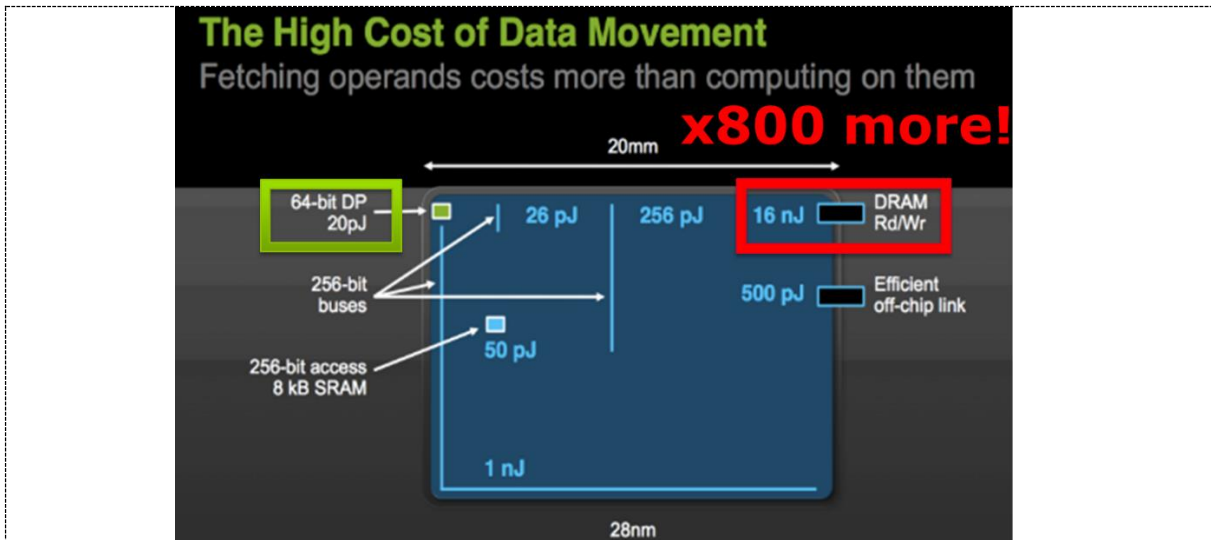 The High Cost of Data Movement
Fetching operands costs more than computing on them
x800 more!
20mm
64-bit DP
20pJ
26 pJ
256 pJ
16 nJ
DRAM
Rd/Wr
256-bit
buses
500 pJ
Efficient
off-chip link
50 pJ
256-bit access
8 kB SRAM
1 nJ
28nm